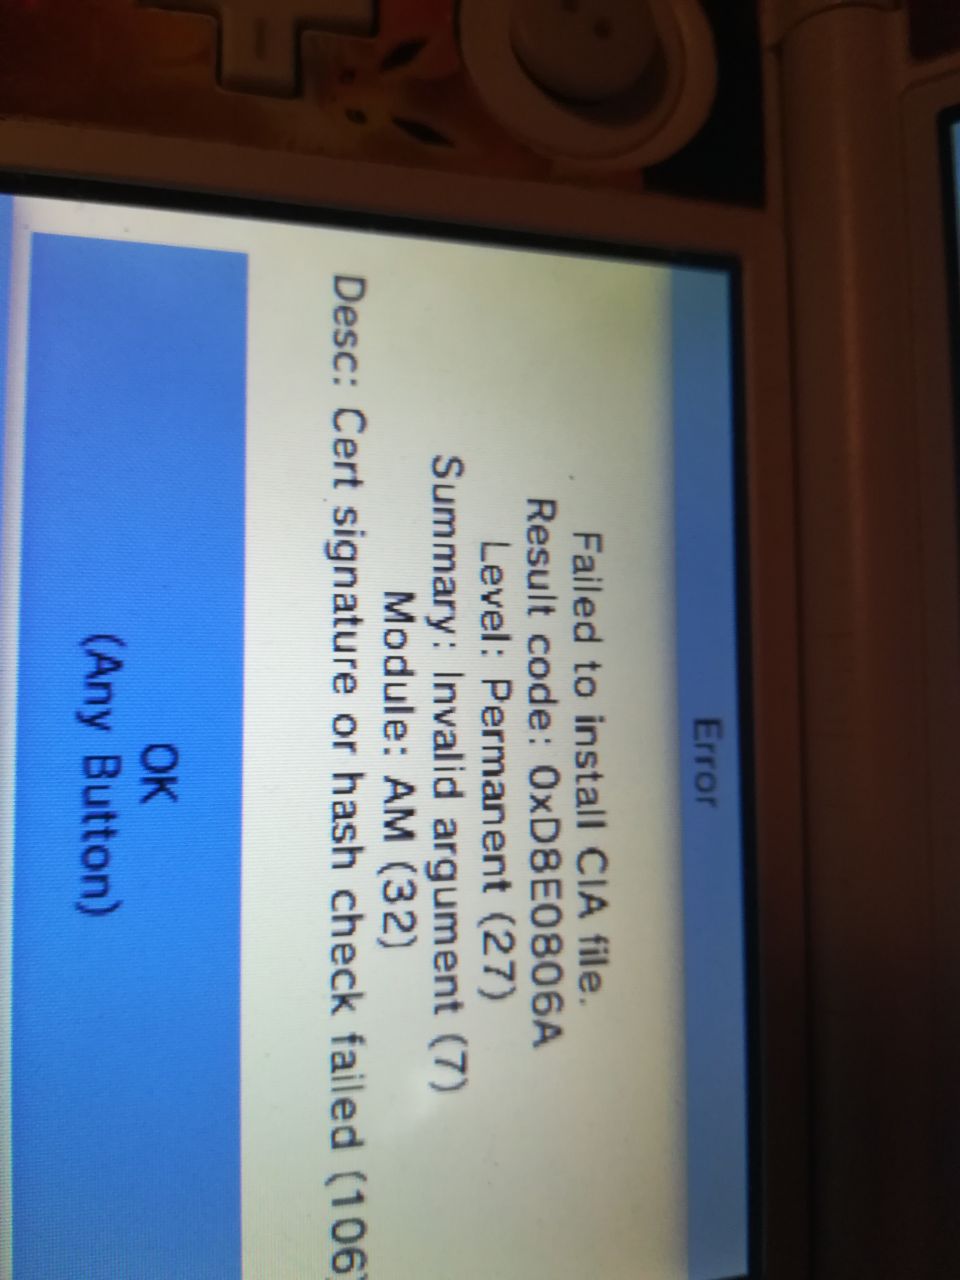 Error
Failed to install CIA file.
Result code: 0xD8E0806A
Level: Permanent (27)
Summary: Invalid argument (7)
Module: AM (32)
Desc: Cert signature or hash check failed (106)
OK
(Any Button)